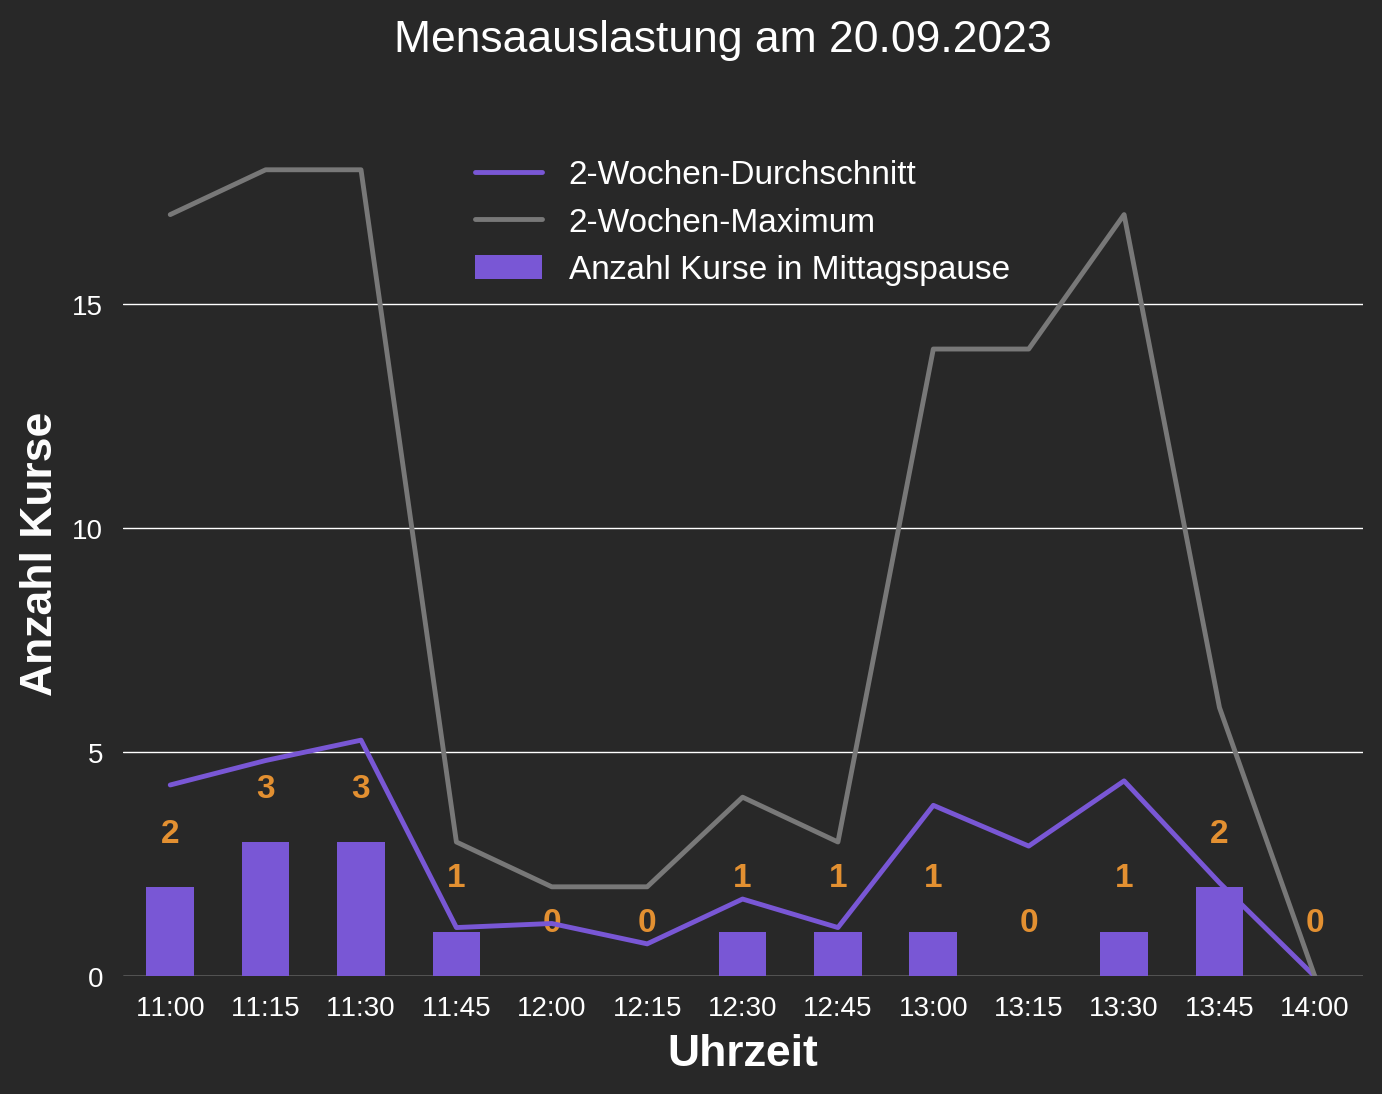 Mensaauslastung am 20.09.2023
2-Wochen-Durchschnitt
2-Wochen-Maximum
Anzahl Kurse in Mittagspause
Anzahl Kurse
15
10
5
0
2
3
3
1
0
0
1
1
1
0
1
2
0
11:00 11:15 11:30 11:45 12:00 12:15 12:30 12:45 13:00 13:15 13:30 13:45 14:00
Uhrzeit